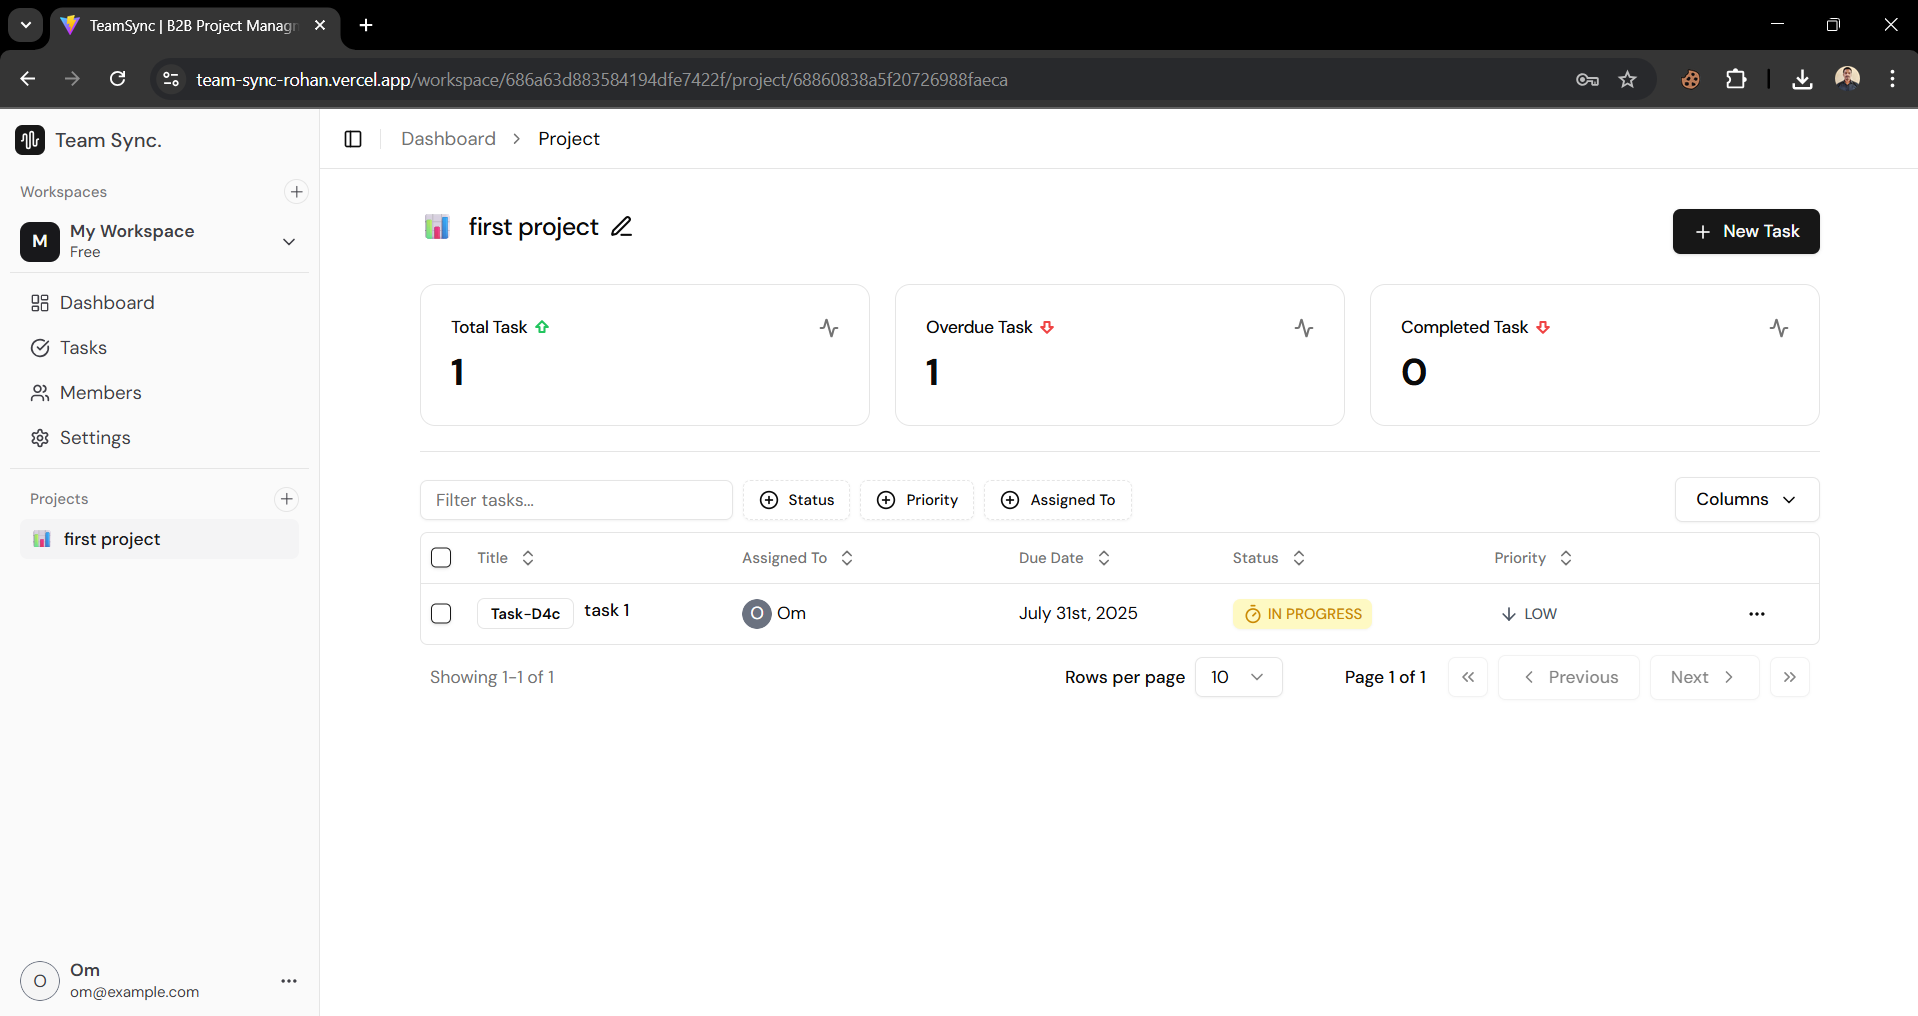 TeamSync | B2B Project Manag
team-sync-rohan.vercel.app/workspace/686a63d883584194dfe7422f/project/68860838a5f20726988faeca
Team Sync.
Workspaces
M
My Workspace
Free
Dashboard
Tasks
Members
Settings
Projects
first project
O
Om
om@example.com
Dashboard > Project
first project
+ New Task
Total Task
1
Overdue Task
1
Completed Task
0
Filter tasks...
Status
Priority
Assigned To
Columns
Title Assigned To Due Date Status Priority
Task-D4c task 1 O Om July 31st, 2025 IN PROGRESS LOW
Showing 1-1 of 1
Rows per page 10
Page 1 of 1
Previous
Next